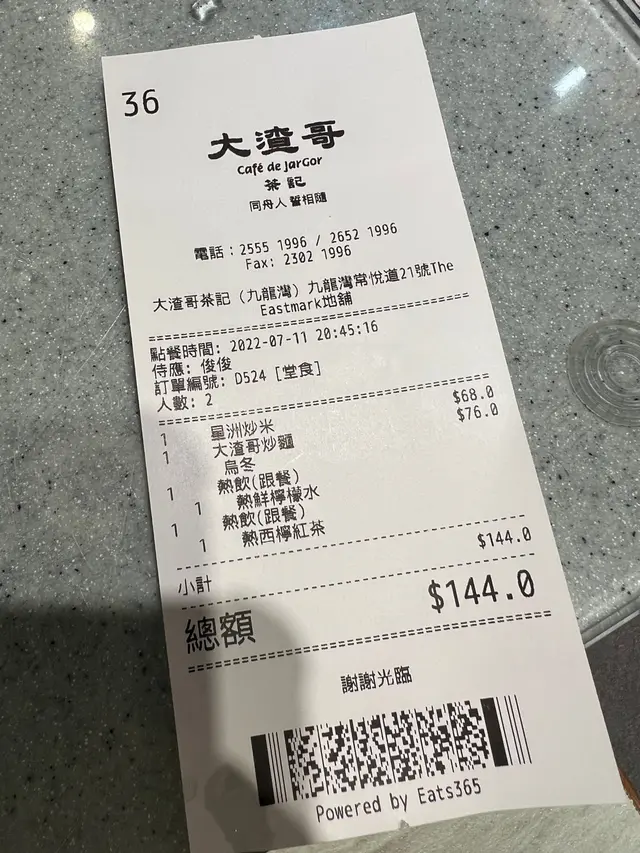 36
大渣哥
Café de JarGor
茶記
同舟人誓相隨
電話：2555 1996 / 2652 1996
Fax: 2302 1996
大渣哥茶記（九龍灣）九龍灣常悅道21號The
Eastmark地舖
點餐時間: 2022-07-11 20:45:16
侍應: 俊俊
訂單編號: D524 [堂食]
人數: 2
1 星洲炒米 $68.0
1 大渣哥炒麵 $76.0
烏冬
1 熱飲(跟餐)
1 熱鮮檸檬水
1 熱飲(跟餐)
1 熱西檸紅茶
小計 $144.0
總額 $144.0
謝謝光臨
Powered by Eats365